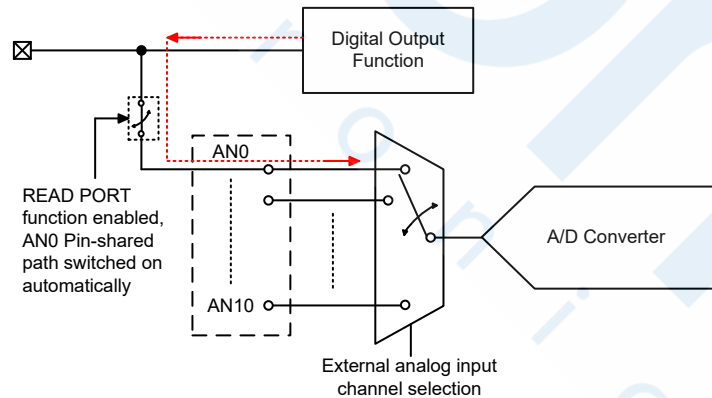 Digital Output
Function
AN0
READ PORT
function enabled,
AN0 Pin-shared
path switched on
automatically
A/D Converter
AN10
External analog input
channel selection